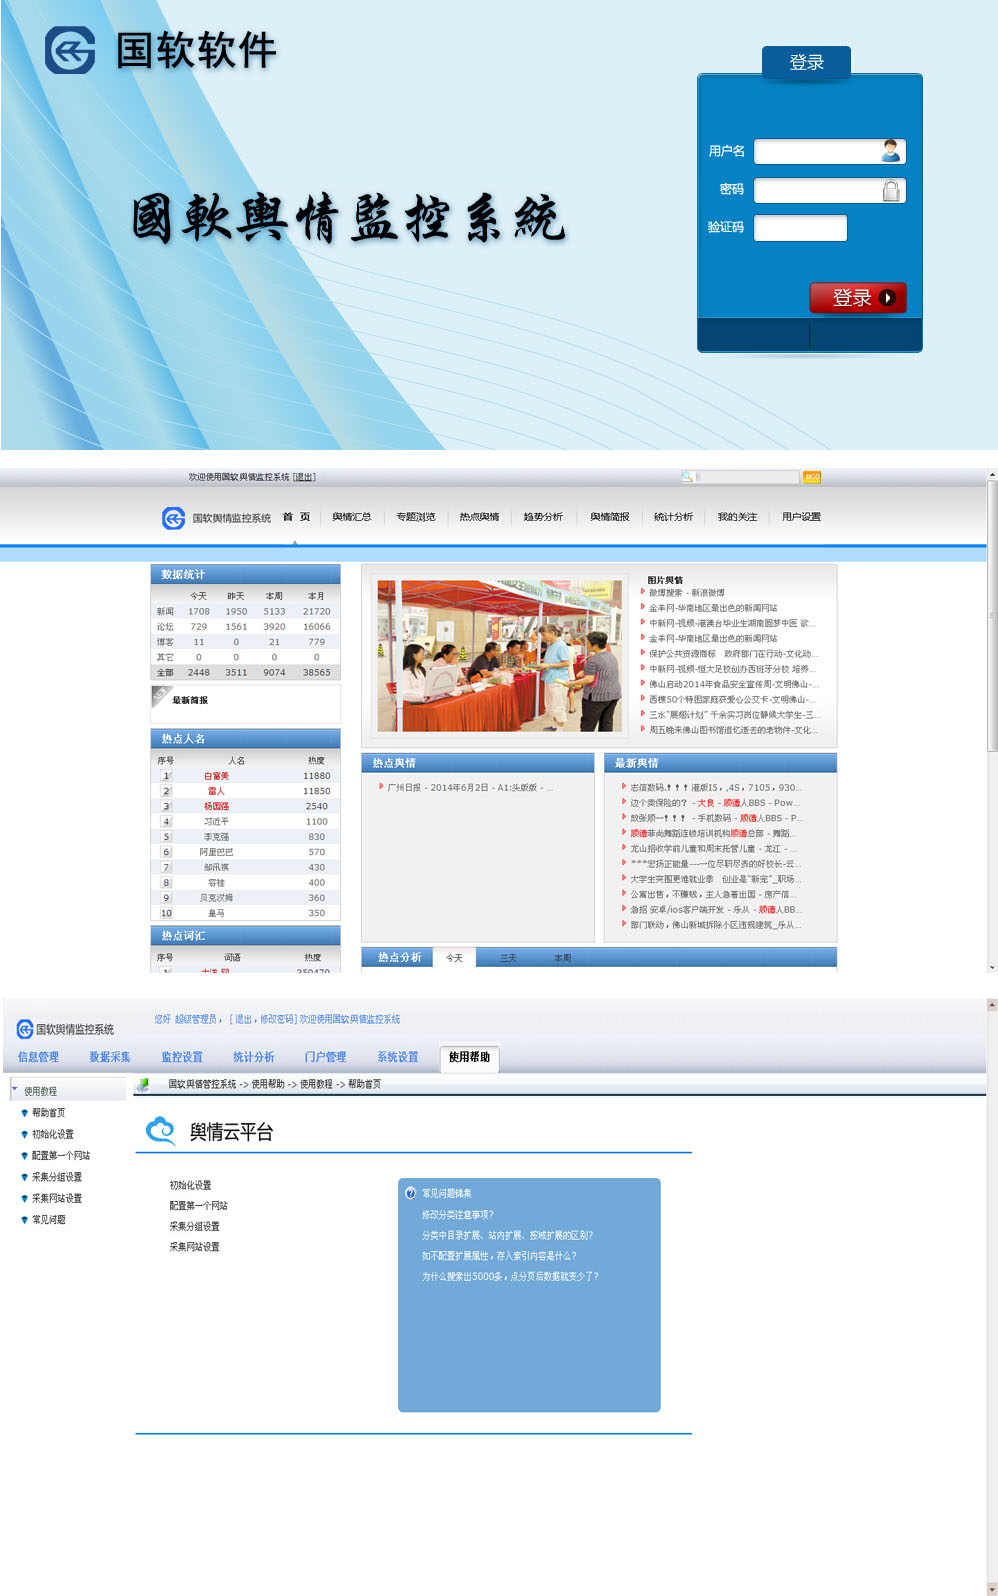 国软软件
登录
國軟輿情監控系統
用户名
密码
验证码
登录
欢迎使用国软舆情监控系统 [退出]
国软舆情监控系统 首 页 舆情汇总 专题浏览 热点舆情 趋势分析 舆情简报 统计分析 我的关注 用户设置
数据统计
今天 昨天 本周 本月
新闻 1708 1950 5133 21720
论坛 729 1561 3920 16066
博客 11 0 21 779
其它 0 0 0 0
全部 2448 3511 9074 38565
最新简报
热点人名
序号 人名 热度
1 白富美 11880
2 雷人 11850
3 杨国强 2540
4 习近平 1100
5 李克强 830
6 阿里巴巴 570
7 邹汛祺 430
8 容桂 400
9 贝克汉姆 360
10 皇马 350
热点词汇
序号 词语 热度
图片舆情
微博搜索 - 新浪微博
金羊网-华南地区最出色的新闻网站
中新网-视频-港澳台毕业生湖南圆梦中医 欲...
金羊网-华南地区最出色的新闻网站
保护公共资源商标 政府部门在行动-文化动...
中新网-视频-恒大足校创办西班牙分校 培养...
佛山启动2014年食品安全宣传周-文明佛山-...
西樵50个特困家庭获爱心公交卡-文明佛山-...
三水"展翅计划" 千余实习岗位静候大学生-三...
周五晚来佛山图书馆追忆逝去的老物件-文化...
热点舆情
广州日报 - 2014年6月2日 - A1:头版版 - ...
最新舆情
志信数码,！！！港版I5，,4S，7105，930...
边个卖保险的？ - 大良 - 顺德人BBS - Pow...
放张顺一！！！ - 手机数码 - 顺德人BBS - P...
顺德菲尚舞蹈连锁培训机构顺德总部 - 舞蹈...
龙山招收学前儿童和周末托管儿童 - 龙江 - ...
***宏扬正能量---一位尽职尽责的好校长-云...
大学生突围更难就业季 创业是"新宠"_职场...
公寓出售，不赚钱，主人急着出国 - 房产信...
急招 安卓/ios客户端开发 - 乐从 - 顺德人BB...
部门联动，佛山新城拆除小区违规建筑_乐从...
热点分析 今天 三天 本周
国软舆情监控系统
您好 超级管理员， [ 退出，修改密码] 欢迎使用国软舆情监控系统
信息管理 数据采集 监控设置 统计分析 门户管理 系统设置 使用帮助
国软舆情管控系统 -> 使用帮助 -> 使用教程 -> 帮助首页
使用教程
帮助首页
初始化设置
配置第一个网站
采集分组设置
采集网站设置
常见问题
舆情云平台
初始化设置
配置第一个网站
采集分组设置
采集网站设置
常见问题锦集
修改分类注意事项?
分类中目录扩展、站内扩展、按域扩展的区别?
如不配置扩展属性，存入索引内容是什么?
为什么搜索出5000条，点分页后数据就变少了?